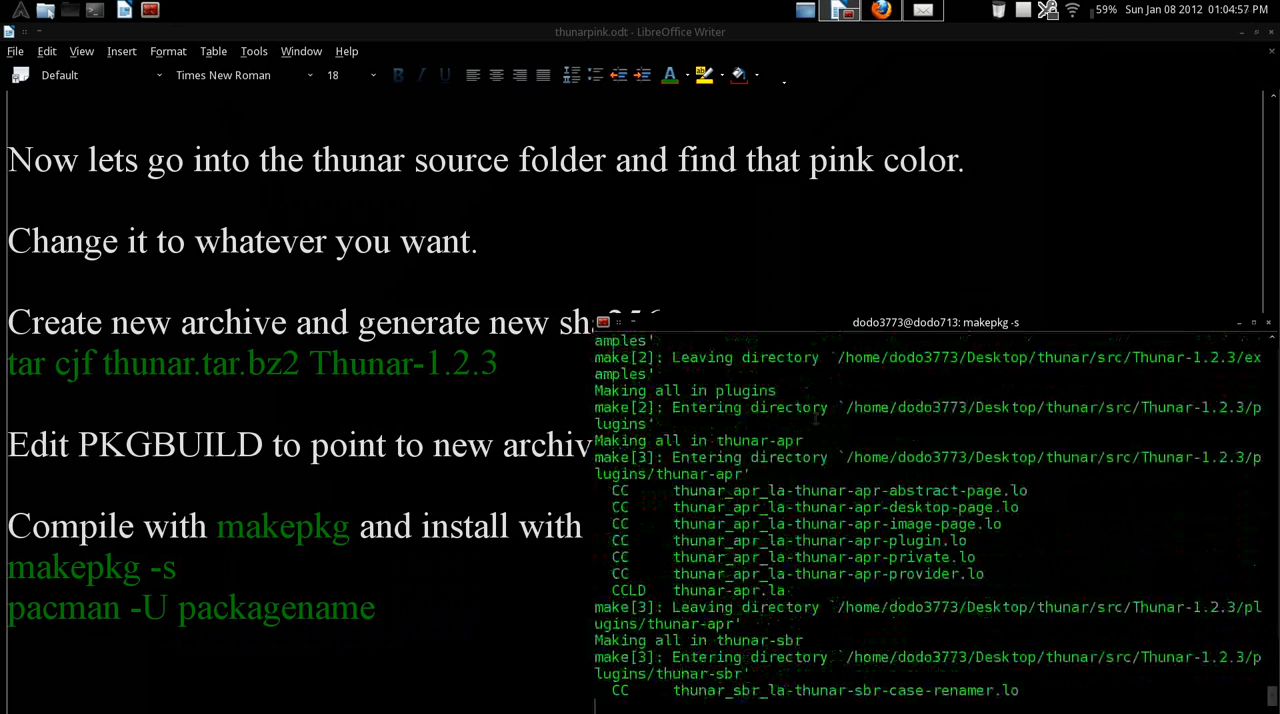 59% Sun Jan 08 2012 01:04:57 PM
thunarpink.odt - LibreOffice Writer
File Edit View Insert Format Table Tools Window Help
Default Times New Roman 18
Now lets go into the thunar source folder and find that pink color.
Change it to whatever you want.
Create new archive and generate new
tar cjf thunar.tar.bz2 Thunar-1.2.3
Edit PKGBUILD to point to new archiv
Compile with makepkg and install with
makepkg -s
pacman -U packagename
dodo3773@dodo713: makepkg -s
amples'
make[2]: Leaving directory `/home/dodo3773/Desktop/thunar/src/Thunar-1.2.3/ex
amples'
Making all in plugins
make[2]: Entering directory `/home/dodo3773/Desktop/thunar/src/Thunar-1.2.3/p
lugins'
Making all in thunar-apr
make[3]: Entering directory `/home/dodo3773/Desktop/thunar/src/Thunar-1.2.3/p
lugins/thunar-apr'
CC thunar_apr_la-thunar-apr-abstract-page.lo
CC thunar_apr_la-thunar-apr-desktop-page.lo
CC thunar_apr_la-thunar-apr-image-page.lo
CC thunar_apr_la-thunar-apr-plugin.lo
CC thunar_apr_la-thunar-apr-private.lo
CC thunar_apr_la-thunar-apr-provider.lo
CCLD thunar-apr.la
make[3]: Leaving directory `/home/dodo3773/Desktop/thunar/src/Thunar-1.2.3/pl
ugins/thunar-apr'
Making all in thunar-sbr
make[3]: Entering directory `/home/dodo3773/Desktop/thunar/src/Thunar-1.2.3/p
lugins/thunar-sbr'
CC thunar_sbr_la-thunar-sbr-case-renamer.lo